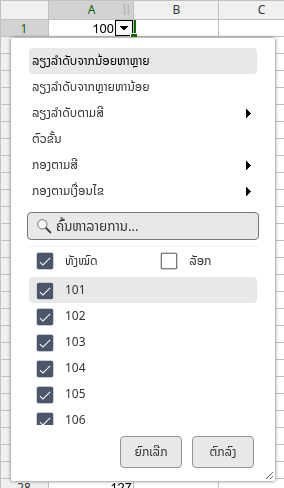 A B C
1 100
ລຽງລຳດັບຈາກນ້ອຍຫາຫຼາຍ
ລຽງລຳດັບຈາກຫຼາຍຫານ້ອຍ
ລຽງລຳດັບຕາມສີ
ຕົວຂັ້ນ
ກອງຕາມສີ
ກອງຕາມເງື່ອນໄຂ
ຄົ້ນຫາລາຍການ...
ທັງໝົດ ລັອກ
101
102
103
104
105
106
ຍົກເລີກ ຕົກລົງ
28 127